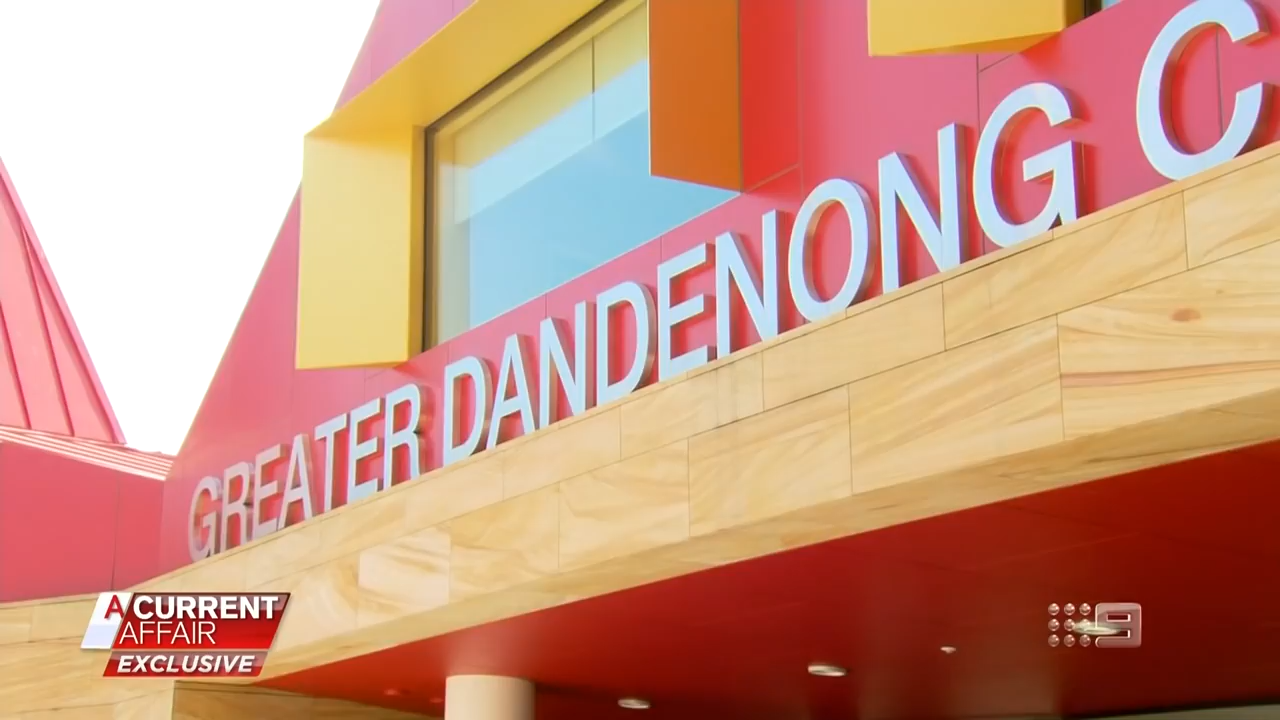 GREATER DANDENONG C
A CURRENT
AFFAIR
EXCLUSIVE
9